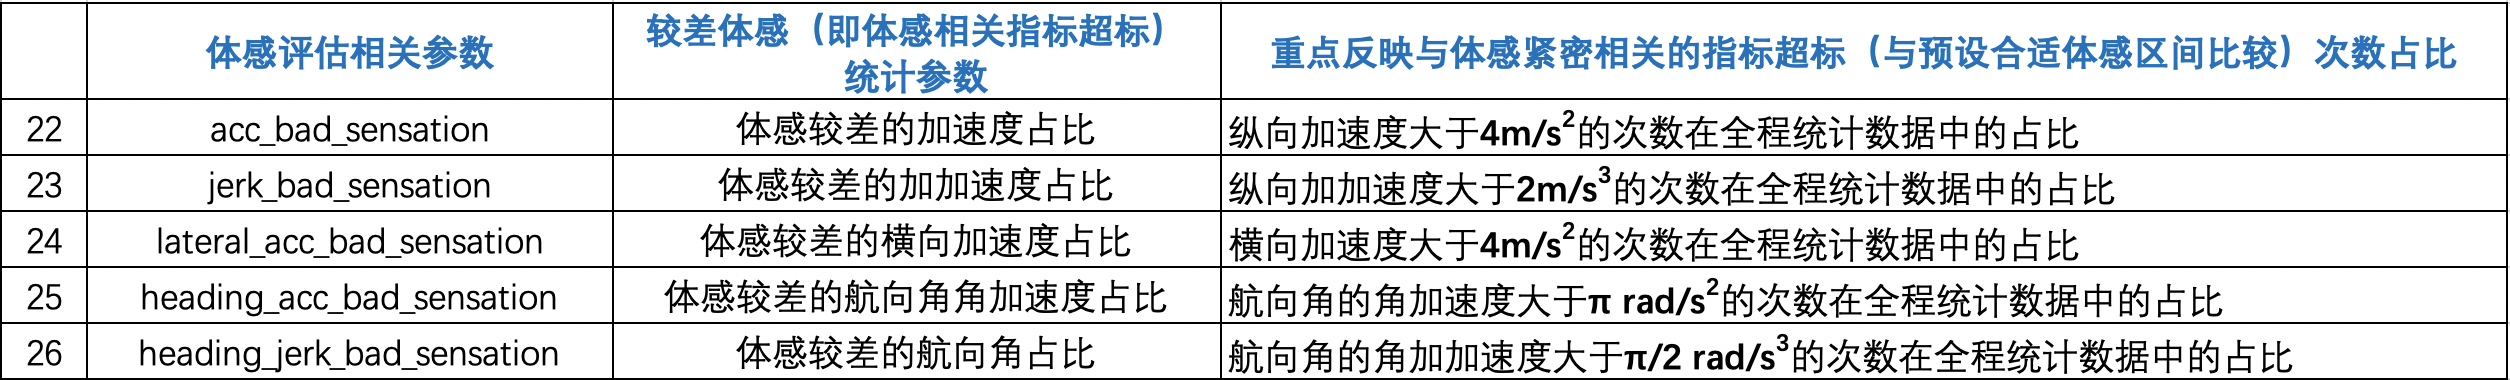 体感评估相关参数
较差体感（即体感相关指标超标）
统计参数
重点反映与体感紧密相关的指标超标（与预设合适体感区间比较）次数占比
22 acc_bad_sensation 体感较差的加速度占比 纵向加速度大于4m/s²的次数在全程统计数据中的占比
23 jerk_bad_sensation 体感较差的加加速度占比 纵向加加速度大于2m/s³的次数在全程统计数据中的占比
24 lateral_acc_bad_sensation 体感较差的横向加速度占比 横向加速度大于4m/s²的次数在全程统计数据中的占比
25 heading_acc_bad_sensation 体感较差的航向角角加速度占比 航向角的角加速度大于π rad/s²的次数在全程统计数据中的占比
26 heading_jerk_bad_sensation 体感较差的航向角占比 航向角的角加加速度大于π/2 rad/s³的次数在全程统计数据中的占比